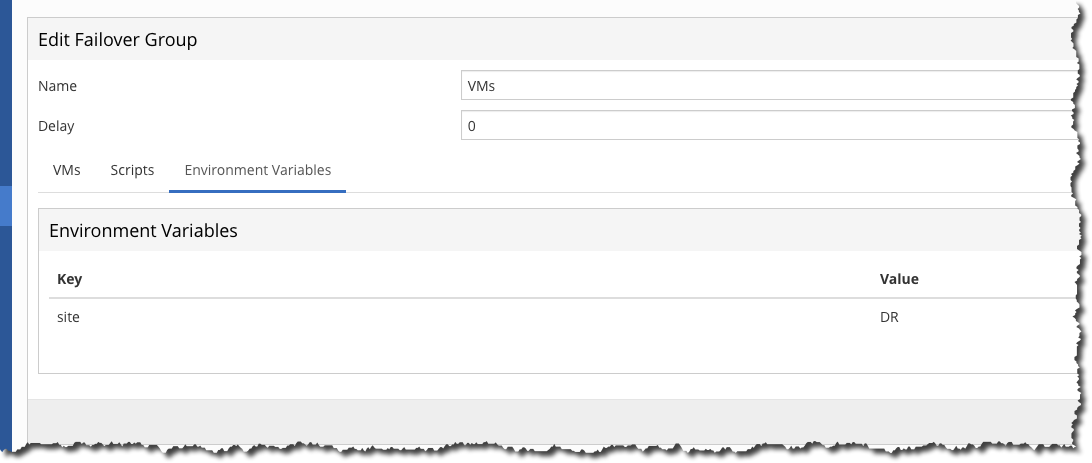 Edit Failover Group
Name VMs
Delay 0
VMs Scripts Environment Variables
Environment Variables
Key Value
site DR